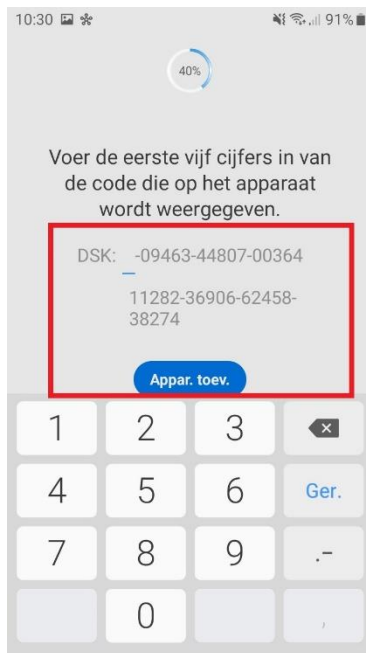 10:30 91%
40%
Voer de eerste vijf cijfers in van
de code die op het apparaat
wordt weergegeven.
DSK: _ -09463-44807-00364
11282-36906-62458-
38274
Appar. toev.
1 2 3
4 5 6 Ger.
7 8 9 .-
0 ,